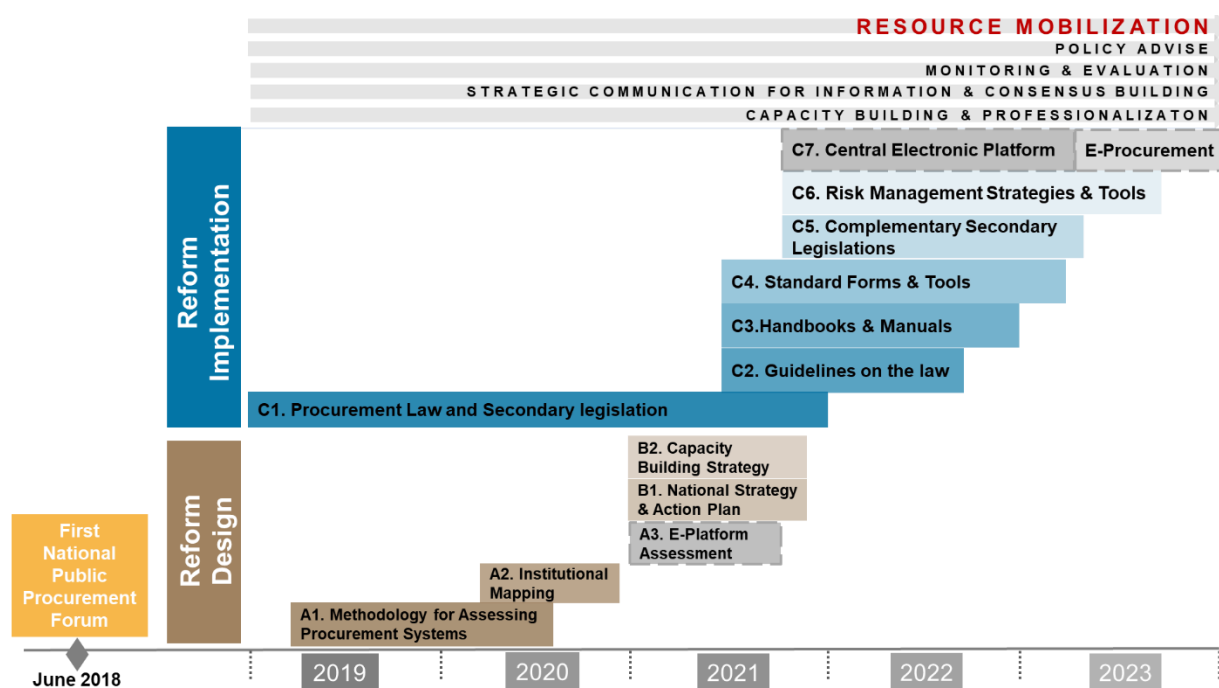 RESOURCE MOBILIZATION
POLICY ADVISE
MONITORING & EVALUATION
STRATEGIC COMMUNICATION FOR INFORMATION & CONSENSUS BUILDING
CAPACITY BUILDING & PROFESSIONALIZATON
Reform
Implementation
C7. Central Electronic Platform
E-Procurement
C6. Risk Management Strategies & Tools
C5. Complementary Secondary
Legislations
C4. Standard Forms & Tools
C3.Handbooks & Manuals
C2. Guidelines on the law
C1. Procurement Law and Secondary legislation
Reform
Design
B2. Capacity
Building Strategy
B1. National Strategy
& Action Plan
A3. E-Platform
Assessment
A2. Institutional
Mapping
A1. Methodology for Assessing
Procurement Systems
First
National
Public
Procurement
Forum
June 2018
2019
2020
2021
2022
2023